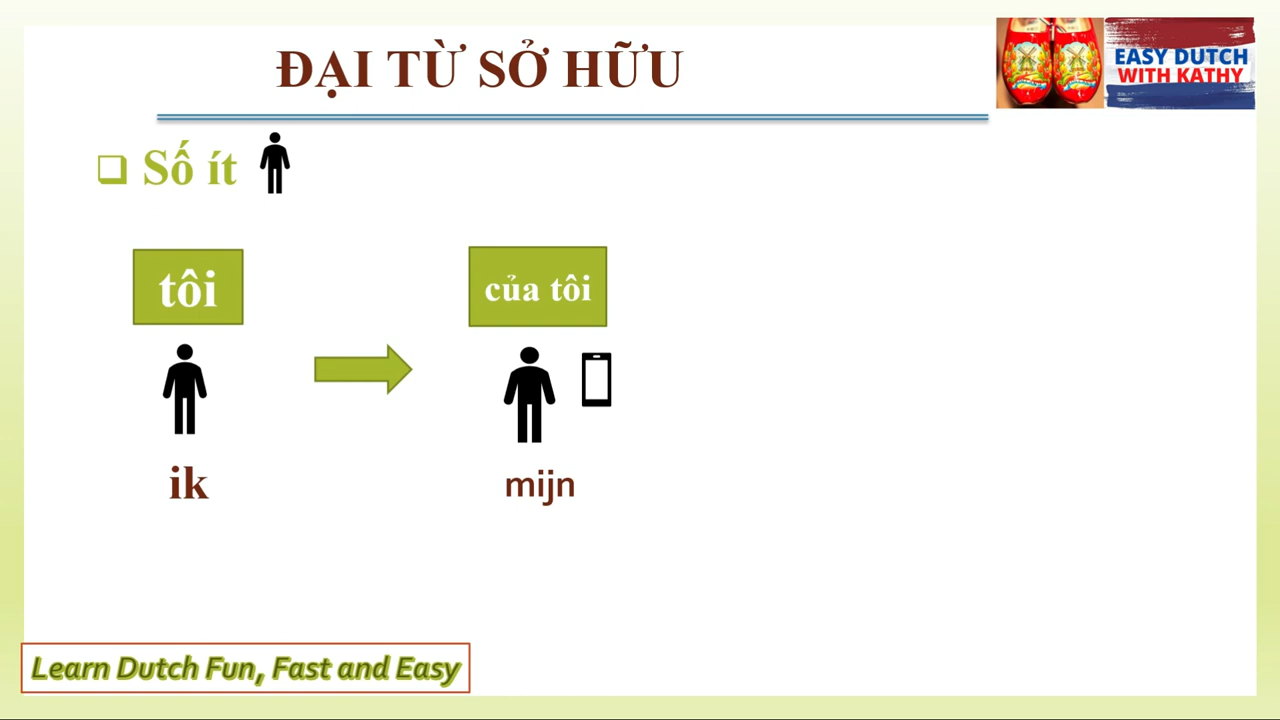 ĐẠI TỪ SỞ HỮU
EASY DUTCH
WITH KATHY
Số ít
tôi
của tôi
ik
mijn
Learn Dutch Fun, Fast and Easy